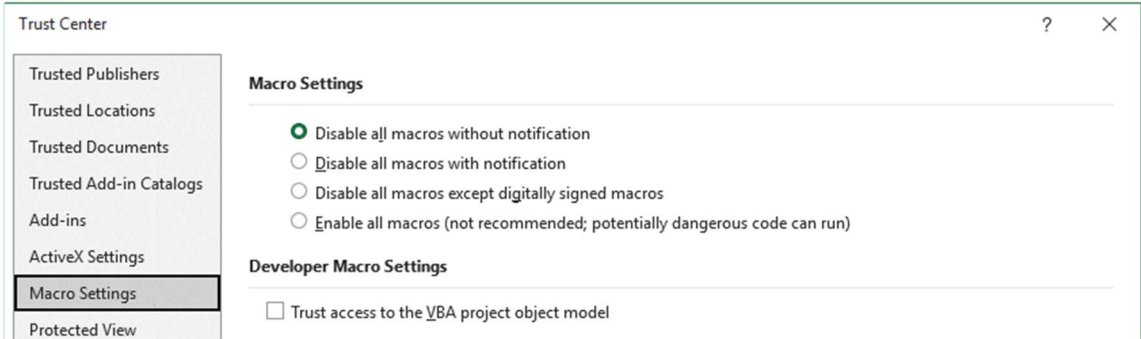 Trust Center
?
Trusted Publishers
Trusted Locations
Trusted Documents
Trusted Add-in Catalogs
Add-ins
ActiveX Settings
Macro Settings
Protected View
Macro Settings
Disable all macros without notification
Disable all macros with notification
Disable all macros except digitally signed macros
Enable all macros (not recommended; potentially dangerous code can run)
Developer Macro Settings
Trust access to the VBA project object model